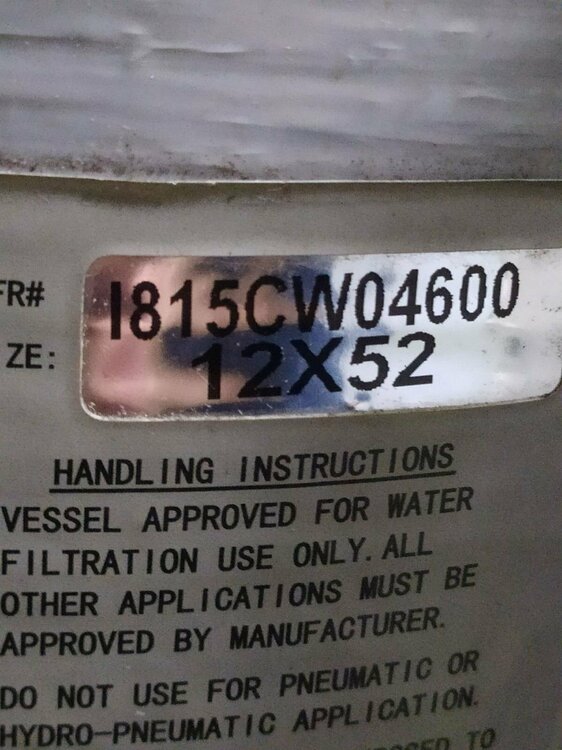 FR# I815CW04600
ZE: 12X52
HANDLING INSTRUCTIONS
VESSEL APPROVED FOR WATER
FILTRATION USE ONLY. ALL
OTHER APPLICATIONS MUST BE
APPROVED BY MANUFACTURER.
DO NOT USE FOR PNEUMATIC OR
HYDRO-PNEUMATIC APPLICATION.
TO